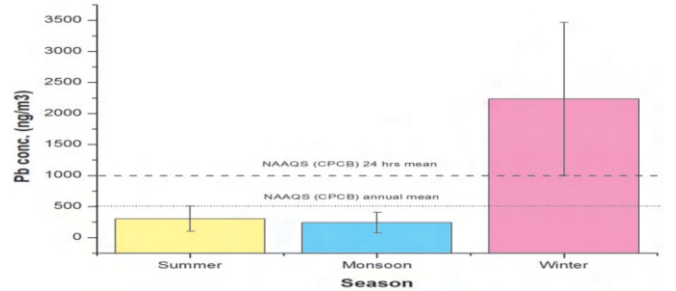 3500
3000
2500
2000
1500
1000
500
0
Pb conc. (ng/m3)
NAAQS (CPCB) 24 hrs mean
NAAQS (CPCB) annual mean
Summer Monsoon Winter
Season